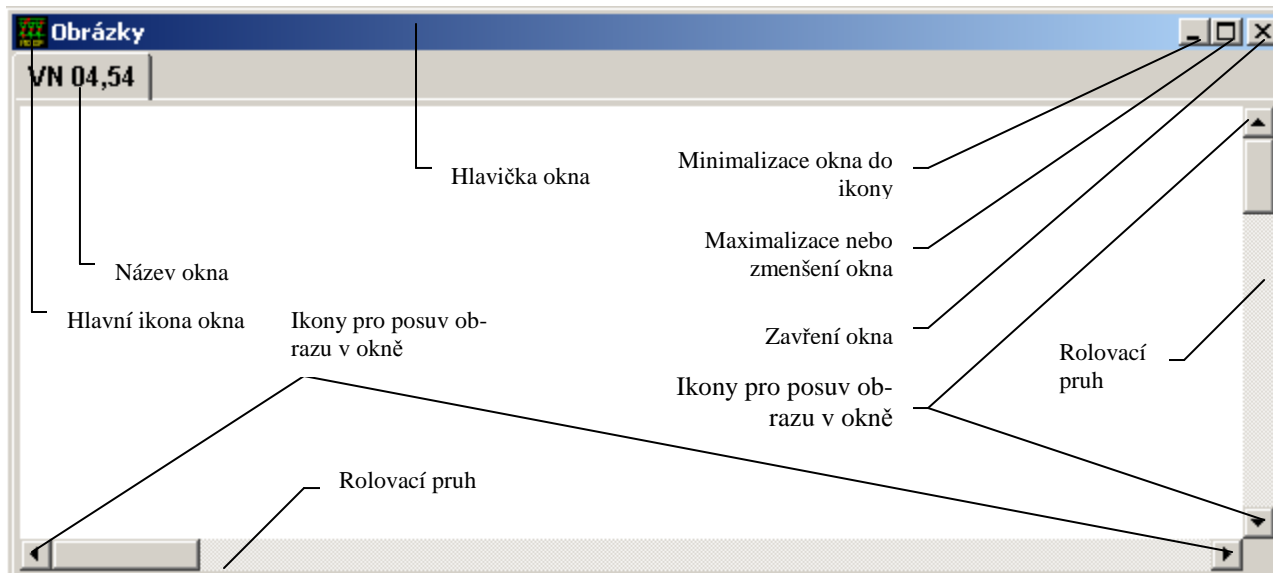 Obrázky
VN 04,54
Hlavička okna
Minimalizace okna do
ikony
Maximalizace nebo
zmenšení okna
Název okna
Hlavní ikona okna
Ikony pro posuv ob-
razu v okně
Zavření okna
Rolovací
pruh
Ikony pro posuv ob-
razu v okně
Rolovací pruh